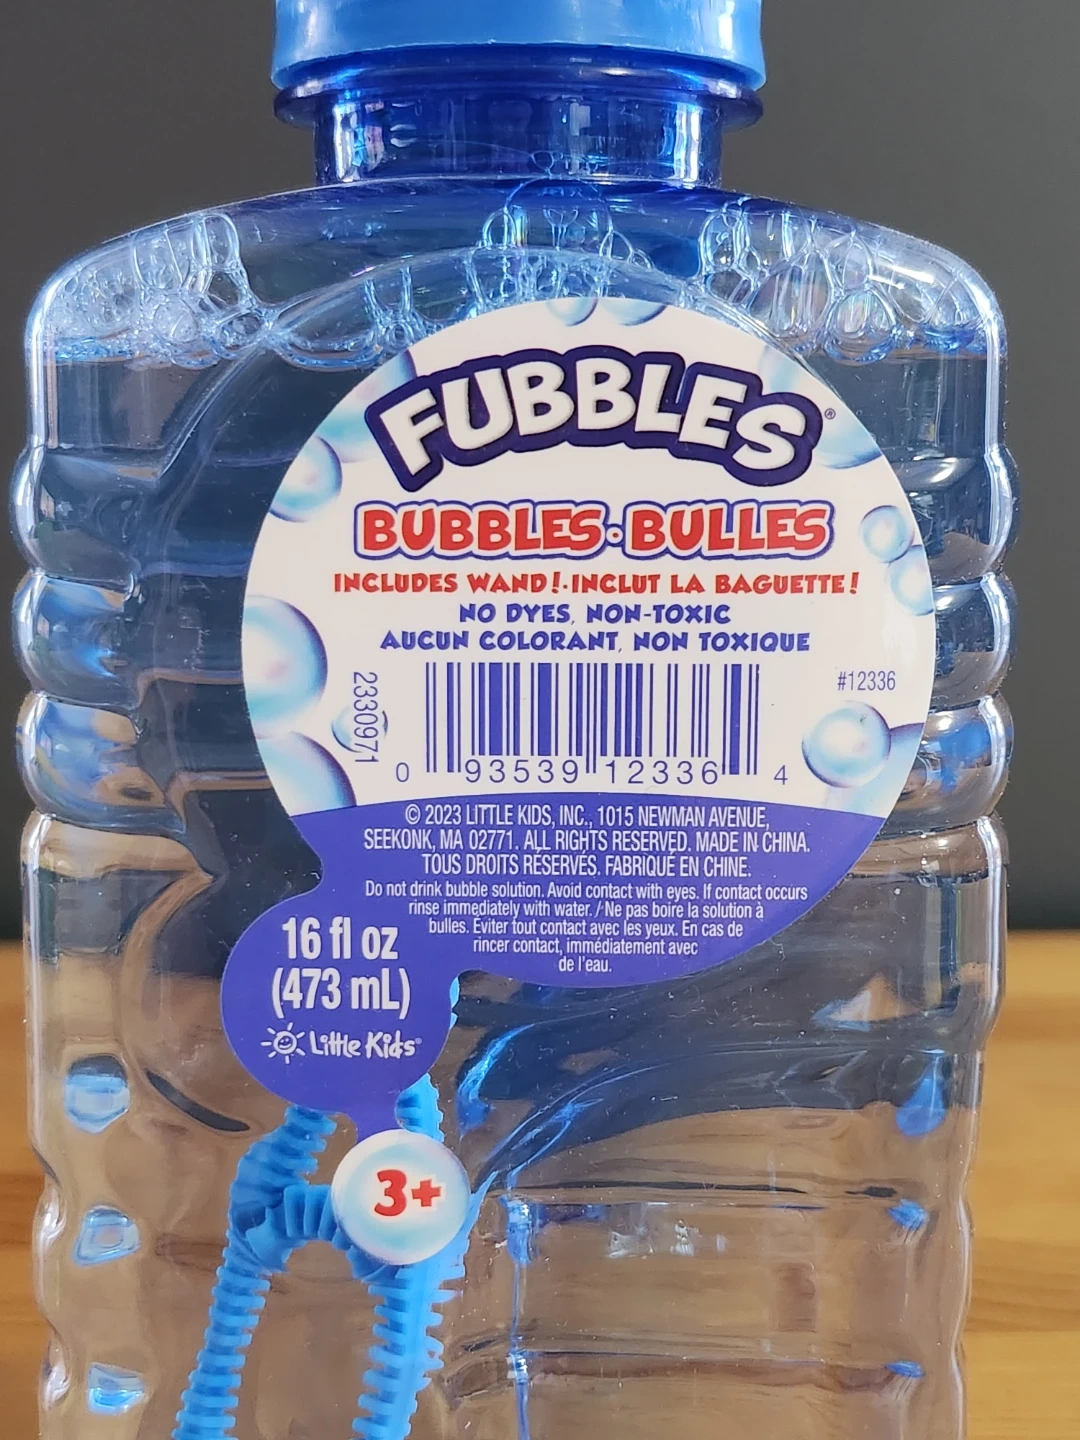 FUBBLES®
BUBBLES·BULLES
INCLUDES WAND!·INCLUT LA BAGUETTE!
NO DYES, NON-TOXIC
AUCUN COLORANT, NON TOXIQUE
2330971
#12336
0 93539 12336 4
© 2023 LITTLE KIDS, INC., 1015 NEWMAN AVENUE,
SEEKONK, MA 02771. ALL RIGHTS RESERVED. MADE IN CHINA.
TOUS DROITS RÉSERVÉS. FABRIQUÉ EN CHINE.
Do not drink bubble solution. Avoid contact with eyes. If contact occurs
rinse immediately with water. / Ne pas boire la solution à
bulles. Éviter tout contact avec les yeux. En cas de
rincer contact, immédiatement avec
de l'eau.
16 fl oz
(473 mL)
Little Kids®
3+